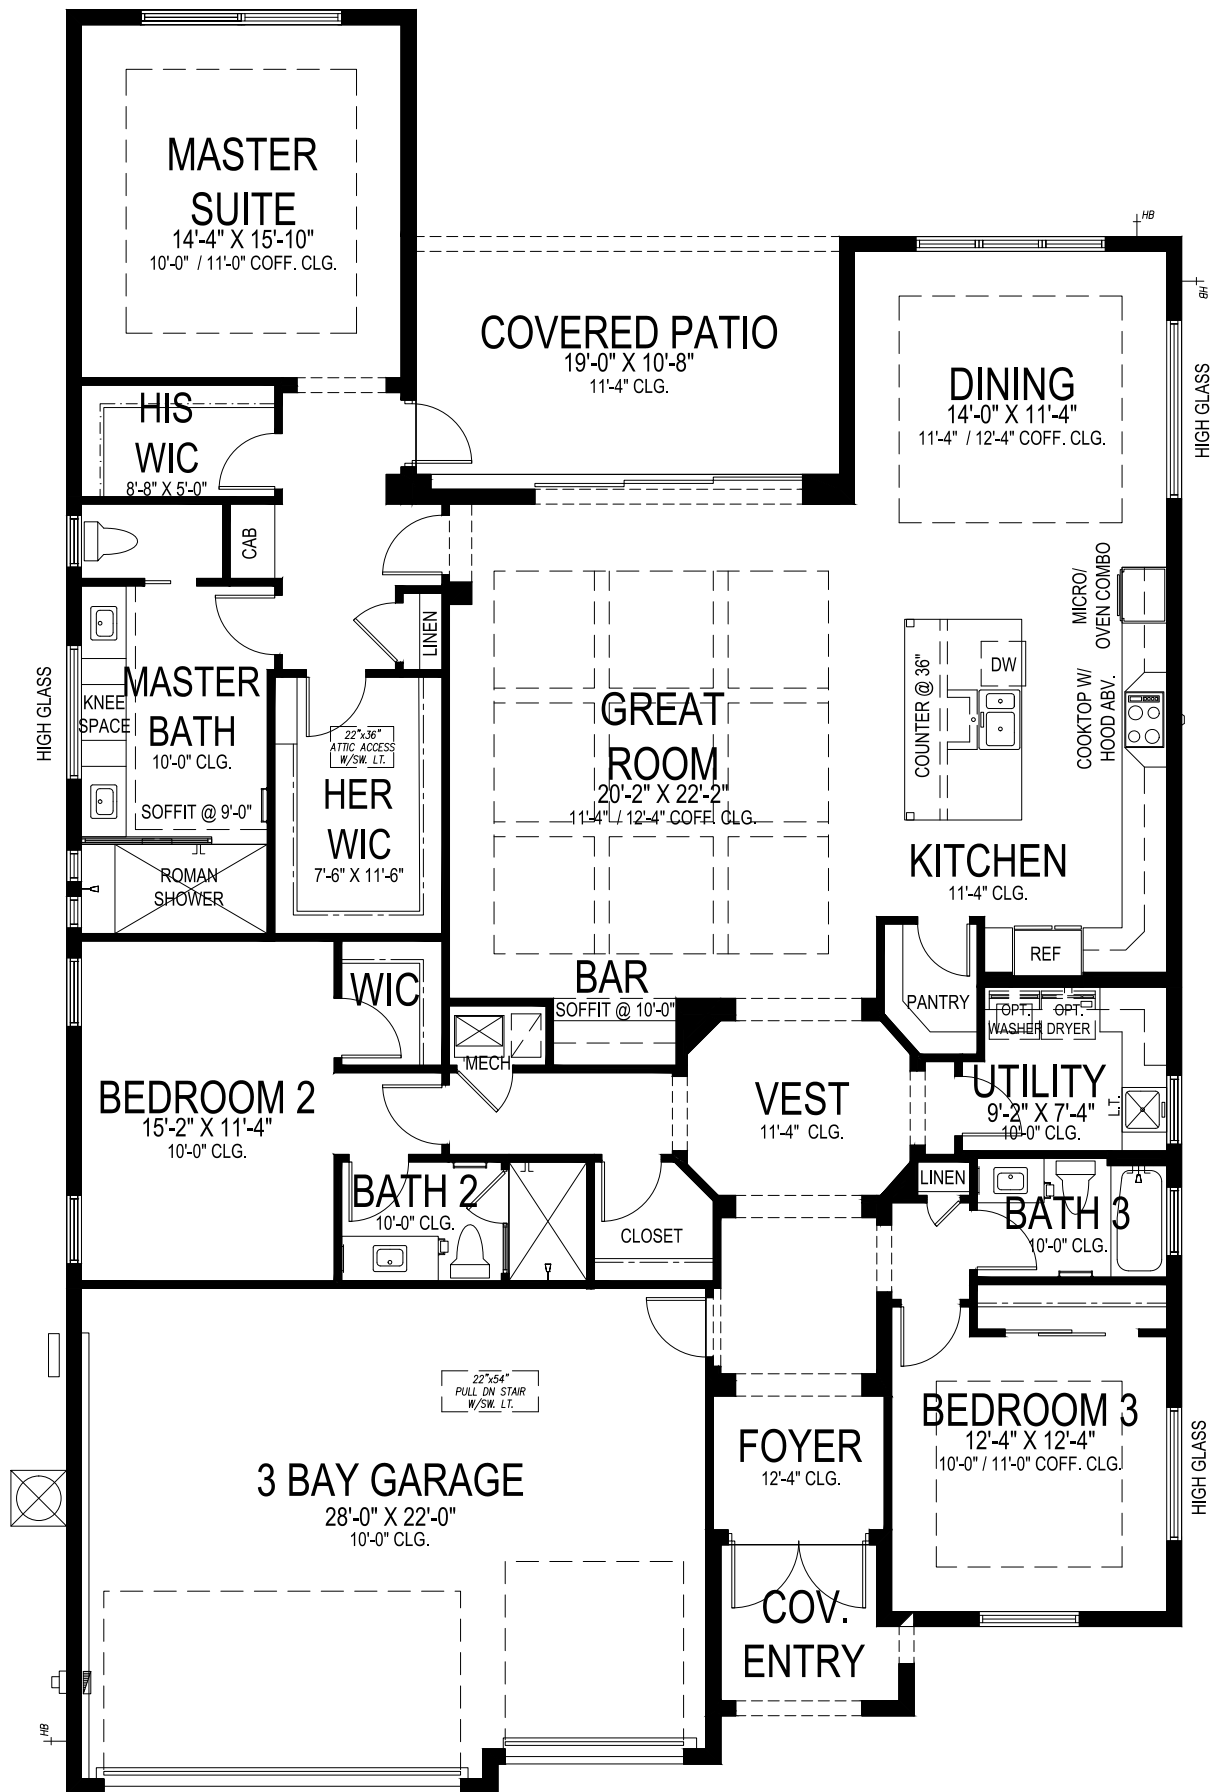 MASTER
SUITE
14'-4" X 15'-10"
10'-0" / 11'-0" COFF. CLG.
HB
HB
COVERED PATIO
19'-0" X 10'-8"
11'-4" CLG.
DINING
14'-0" X 11'-4"
11'-4" / 12'-4" COFF. CLG.
HIGH GLASS
HIS
WIC
8'-8" X 5'-0"
CAB
LINEN
MICRO/
OVEN COMBO
COOKTOP W/
HOOD ABV.
COUNTER @ 36"
DW
HIGH GLASS
KNEE
SPACE
MASTER
BATH
10'-0" CLG.
SOFFIT @ 9'-0"
ROMAN
SHOWER
22"x36"
ATTIC ACCESS
W/SW. LT.
HER
WIC
7'-6" X 11'-6"
GREAT
ROOM
20'-2" X 22'-2"
11'-4" / 12'-4" COFF. CLG.
KITCHEN
11'-4" CLG.
REF
PANTRY
BAR
SOFFIT @ 10'-0"
WIC
MECH
OPT.
WASHER
OPT.
DRYER
BEDROOM 2
15'-2" X 11'-4"
10'-0" CLG.
VEST
11'-4" CLG.
UTILITY
9'-2" X 7'-4"
10'-0" CLG.
L.T.
LINEN
BATH 2
10'-0" CLG.
CLOSET
BATH 3
10'-0" CLG.
22"x54"
PULL DN STAIR
W/SW. LT.
3 BAY GARAGE
28'-0" X 22'-0"
10'-0" CLG.
FOYER
12'-4" CLG.
BEDROOM 3
12'-4" X 12'-4"
10'-0" / 11'-0" COFF. CLG.
HIGH GLASS
COV.
ENTRY
HB